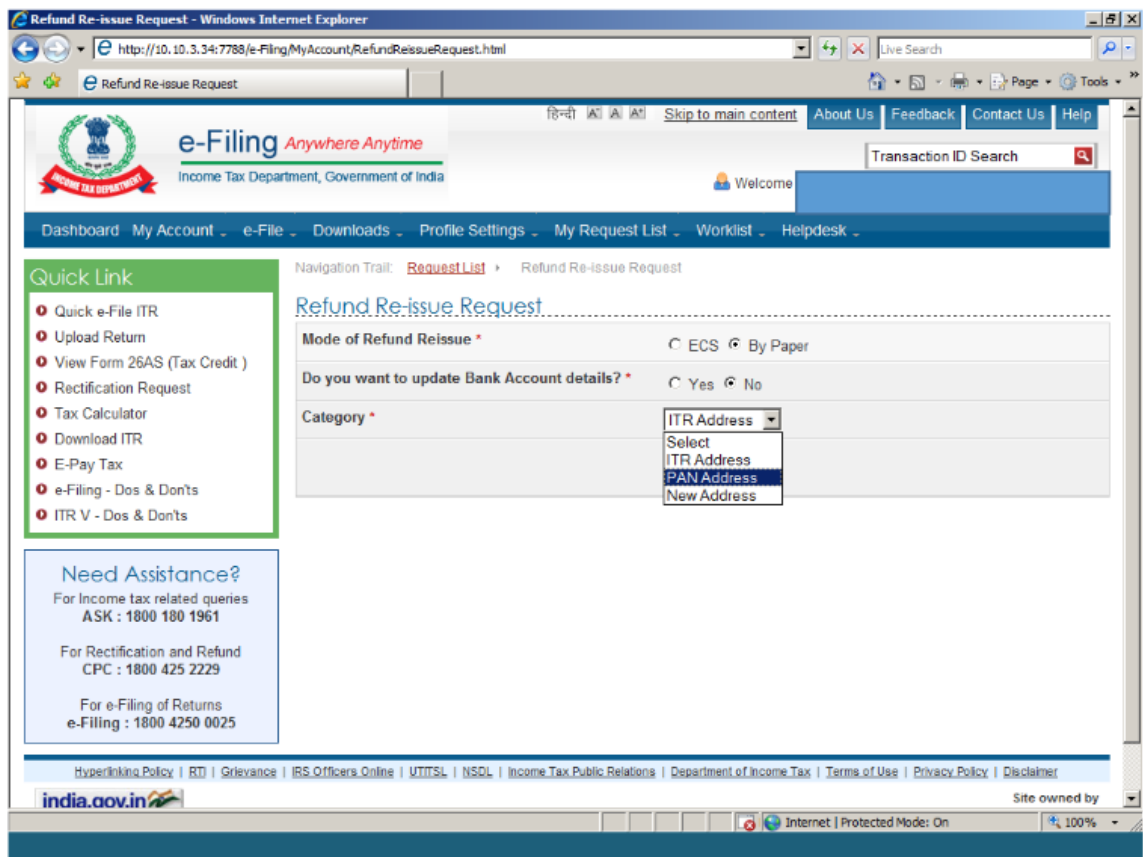 Refund Re-issue Request - Windows Internet Explorer
http://10.10.3.34:7788/e-Filing/MyAccount/RefundReissueRequest.html
Live Search
Refund Re-issue Request
Page
Tools
हिन्दी A- A A+ Skip to main content About Us Feedback Contact Us Help
e-Filing Anywhere Anytime
Income Tax Department, Government of India
INCOME TAX DEPARTMENT
Transaction ID Search
Welcome
Dashboard My Account e-File Downloads Profile Settings My Request List Worklist Helpdesk
Quick Link
Quick e-File ITR
Upload Return
View Form 26AS (Tax Credit )
Rectification Request
Tax Calculator
Download ITR
E-Pay Tax
e-Filing - Dos & Don'ts
ITR V - Dos & Don'ts
Need Assistance?
For Income tax related queries
ASK : 1800 180 1961
For Rectification and Refund
CPC : 1800 425 2229
For e-Filing of Returns
e-Filing : 1800 4250 0025
Navigation Trail: Request List Refund Re-issue Request
Refund Re-issue Request
Mode of Refund Reissue * ECS By Paper
Do you want to update Bank Account details? * Yes No
Category * ITR Address
Select
ITR Address
PAN Address
New Address
Hyperlinking Policy | RTI | Grievance | IRS Officers Online | UTITSL | NSDL | Income Tax Public Relations | Department of Income Tax | Terms of Use | Privacy Policy | Disclaimer
india.gov.in
Site owned by
Internet | Protected Mode: On
100%